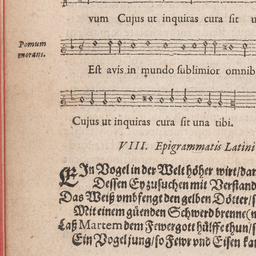 vum Cujus ut inquiras cura sit u
Pomum
morans.
Est avis in mundo sublimior omnib
Cujus ut inquiras cura sit una tibi.
VIII. Epigrammatis Latini
EIn Vogel in der Welt höher wirt/dar
Dessen Ey zusuchen mit Verstand
Das Weiß umbfengt den gelben Dötter/s
Mit einem güenden Schwerd brenne(n
Laß Martem dem Fewergott hülffe thun/s
Ein Vogel jung/so Fewr vnd Eisen ka